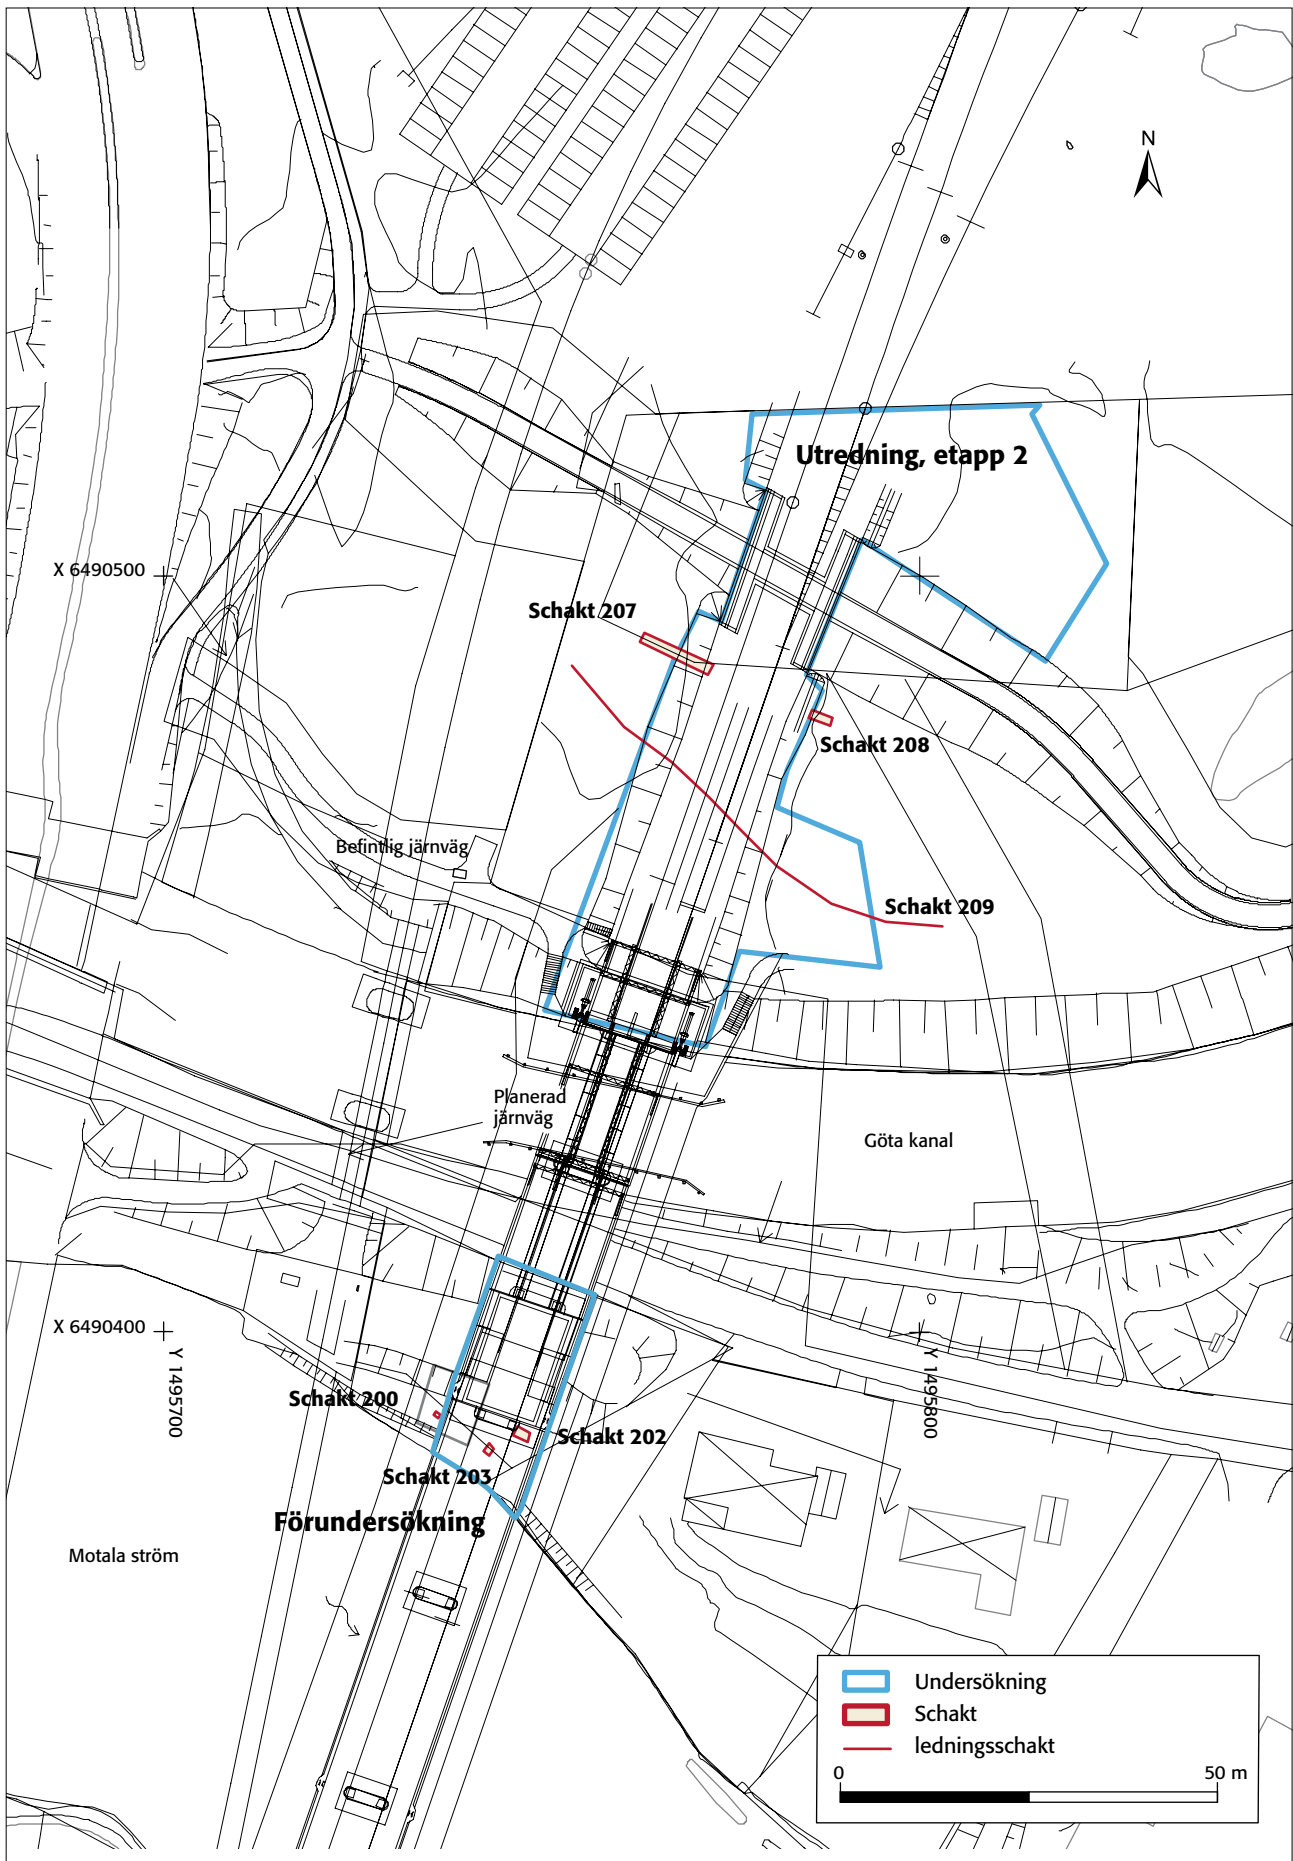 N
Utredning, etapp 2
X 6490500
Schakt 207
Schakt 208
Befintlig järnväg
Schakt 209
Planerad
järnväg
Göta kanal
X 6490400
Y 1495700
Y 1495800
Schakt 200
Schakt 202
Schakt 203
Förundersökning
Motala ström
Undersökning
Schakt
ledningsschakt
0
50 m